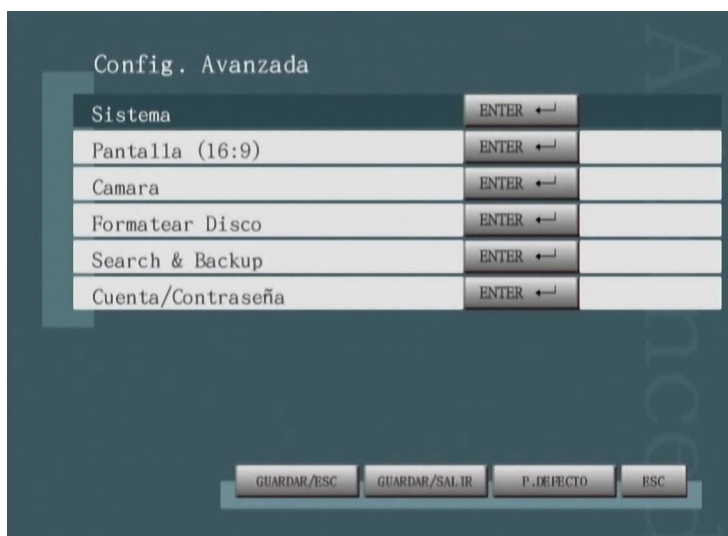 Config. Avanzada
Sistema ENTER
Pantalla (16:9) ENTER
Camara ENTER
Formatear Disco ENTER
Search & Backup ENTER
Cuenta/Contraseña ENTER
GUARDAR/ESC GUARDAR/SALIR P.DEFECTO ESC